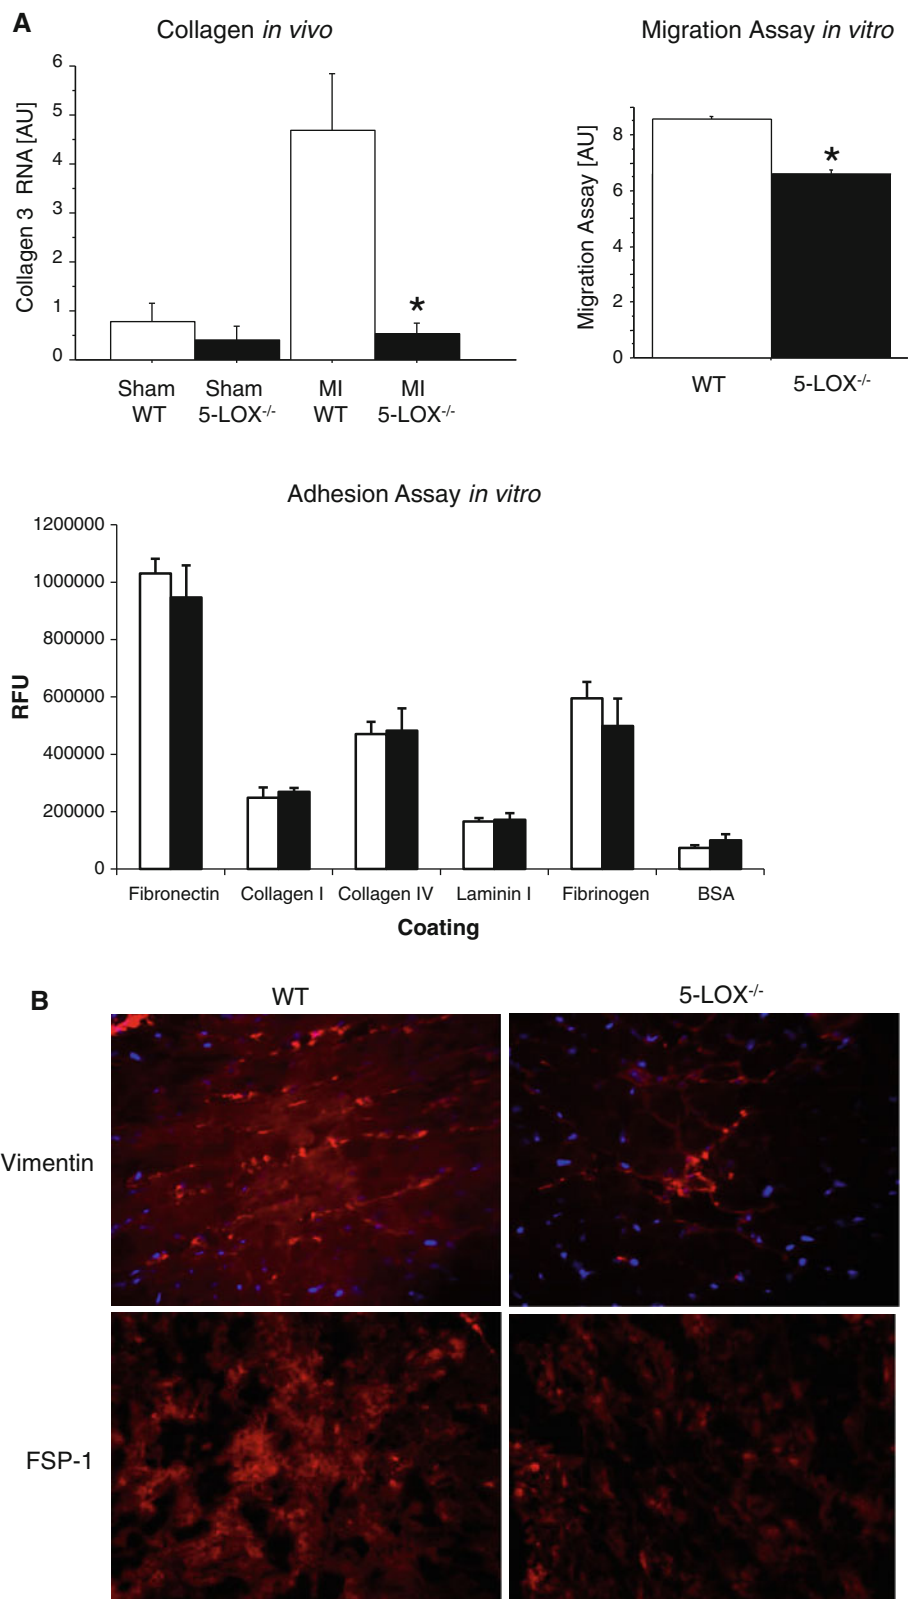 A
Collagen in vivo
Collagen 3 RNA [AU]
6
5
4
3
2
1
0
*
Sham WT
Sham 5-LOX-/-
MI WT
MI 5-LOX-/-
Migration Assay in vitro
Migration Assay [AU]
8
6
4
2
0
*
WT
5-LOX-/-
Adhesion Assay in vitro
RFU
1200000
1000000
800000
600000
400000
200000
0
Fibronectin
Collagen I
Collagen IV
Laminin I
Fibrinogen
BSA
Coating
B
WT
5-LOX-/-
Vimentin
FSP-1